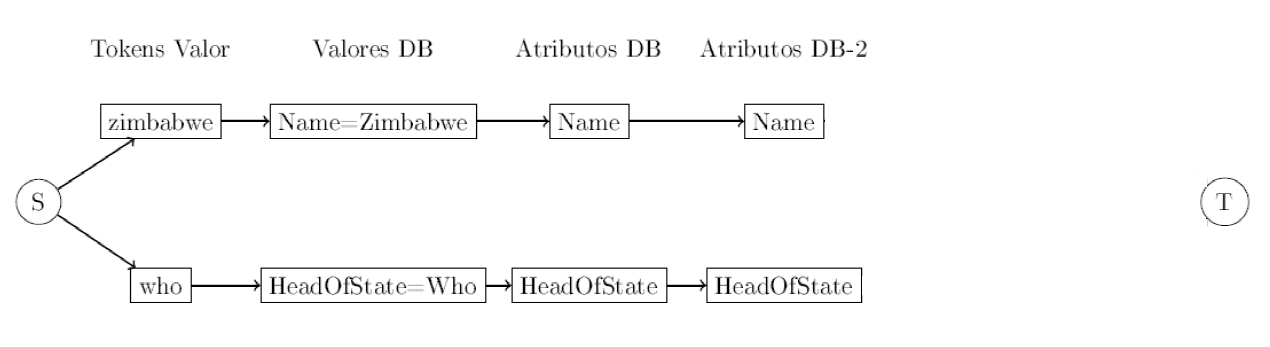 Tokens Valor Valores DB Atributos DB Atributos DB-2
zimbabwe Name=Zimbabwe Name Name
S T
who HeadOfState=Who HeadOfState HeadOfState